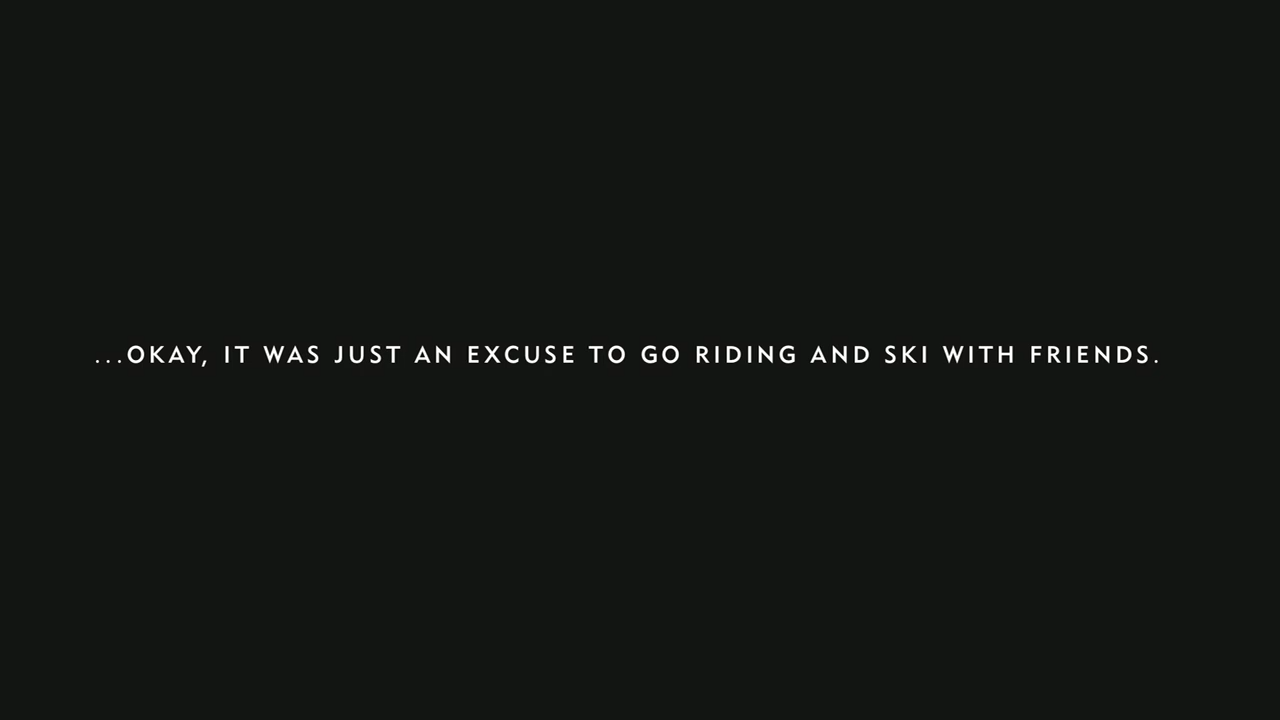 ...OKAY, IT WAS JUST AN EXCUSE TO GO RIDING AND SKI WITH FRIENDS.